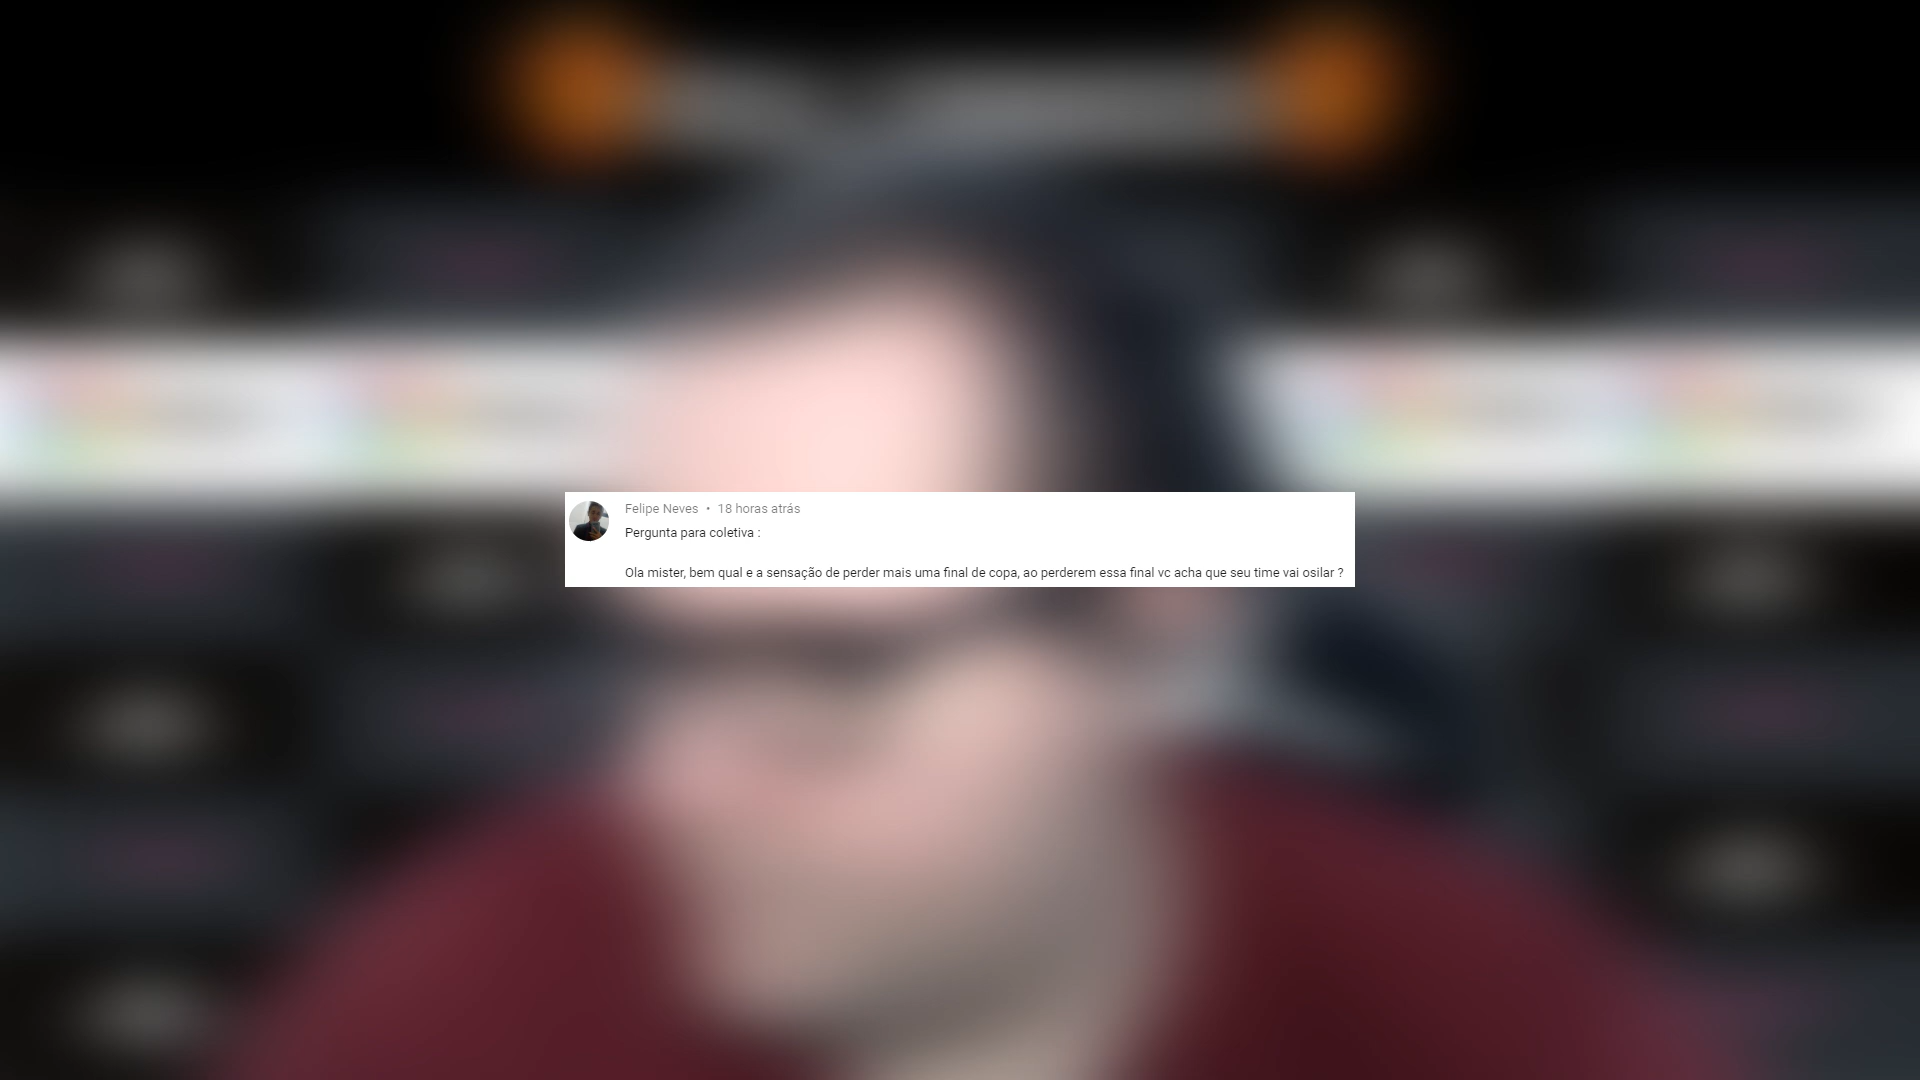 Felipe Neves • 18 horas atrás
Pergunta para coletiva :
Ola mister, bem qual e a sensação de perder mais uma final de copa, ao perderem essa final vc acha que seu time vai osilar ?